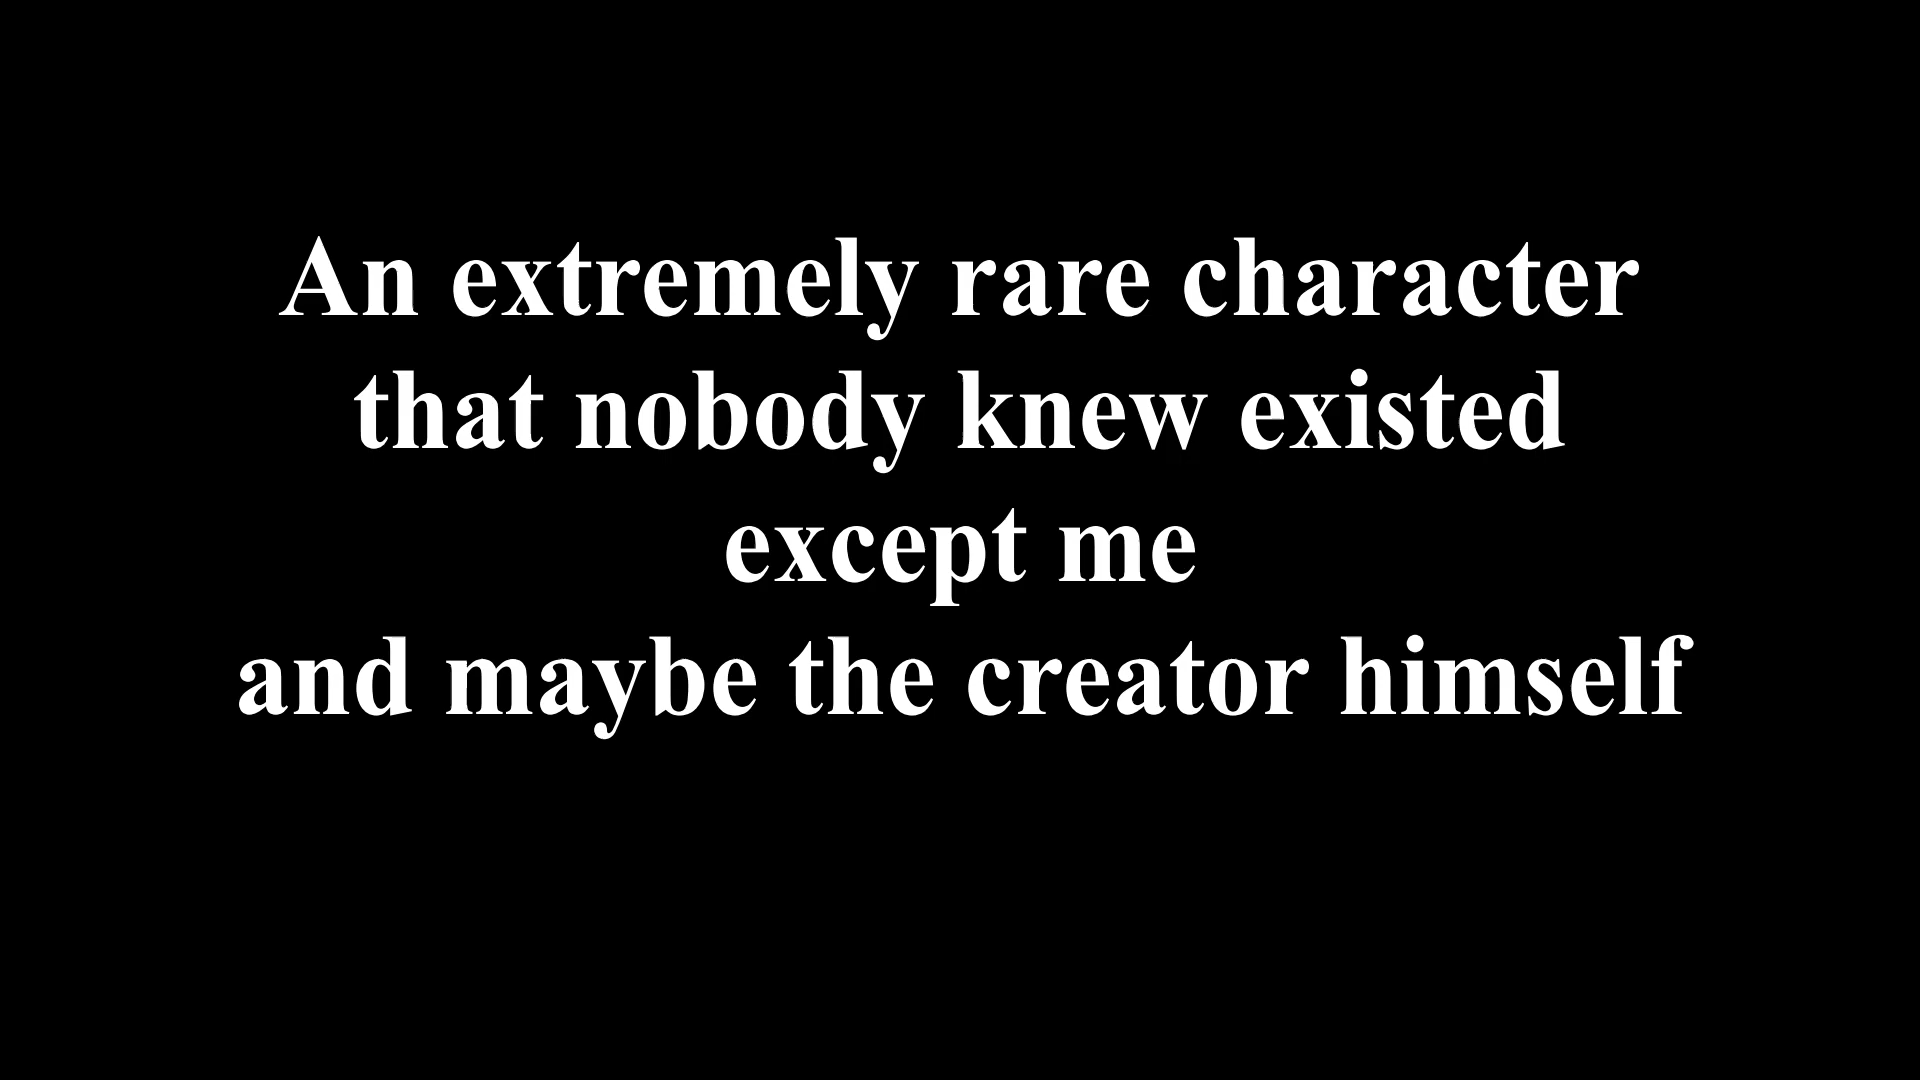 An extremely rare character
that nobody knew existed
except me
and maybe the creator himself